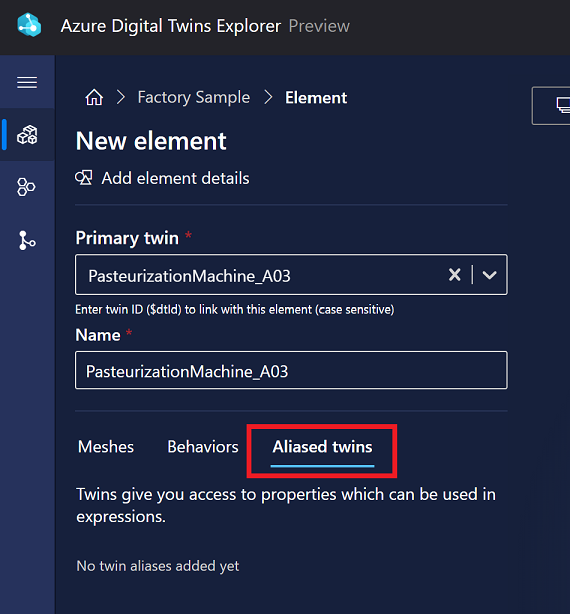 Azure Digital Twins Explorer Preview
Factory Sample > Element
New element
Add element details
Primary twin *
PasteurizationMachine_A03
Enter twin ID ($dtId) to link with this element (case sensitive)
Name *
PasteurizationMachine_A03
Meshes Behaviors Aliased twins
Twins give you access to properties which can be used in
expressions.
No twin aliases added yet